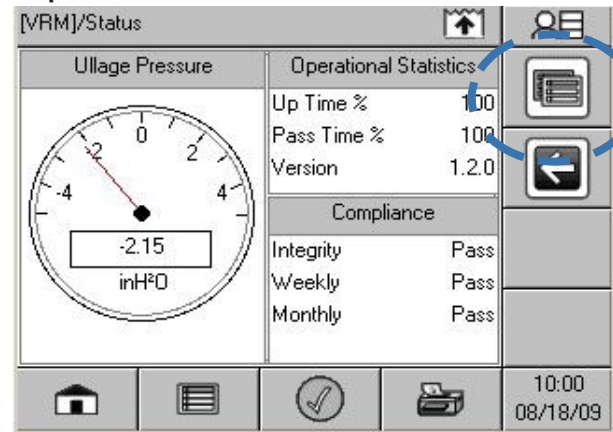 [VRM]/Status
Ullage Pressure
-4
-2
0
2
4
-2.15
inH²O
Operational Statistics
Up Time % 100
Pass Time % 100
Version 1.2.0
Compliance
Integrity Pass
Weekly Pass
Monthly Pass
10:00
08/18/09